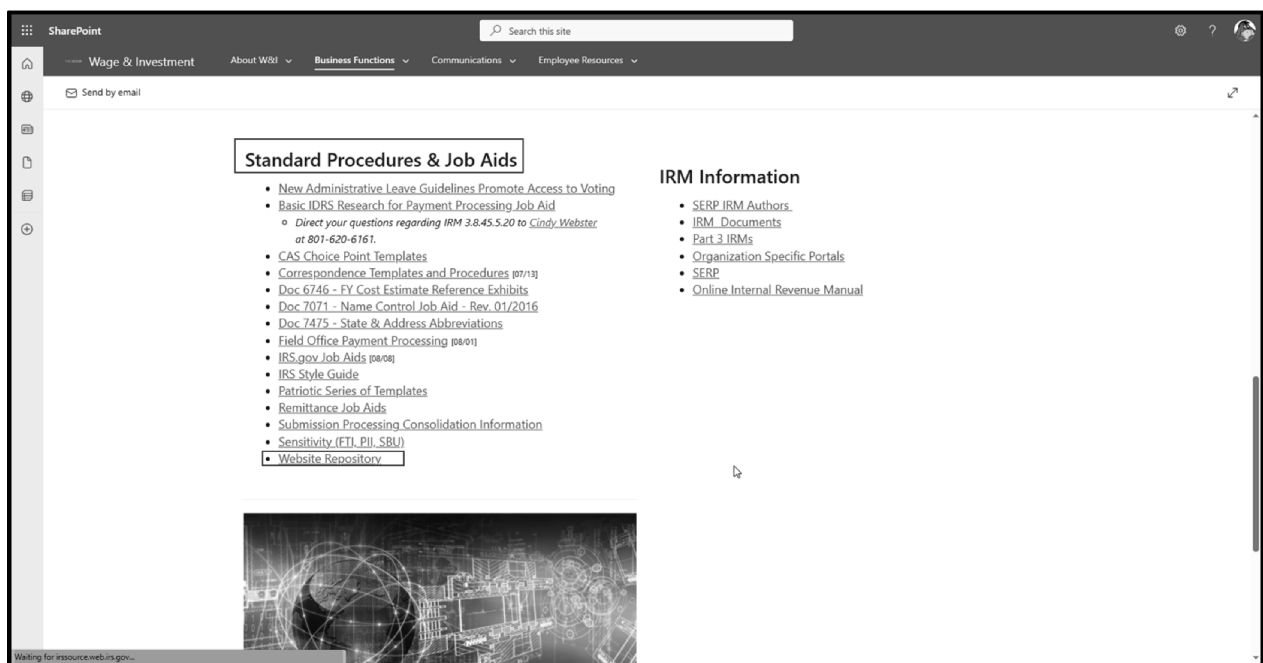 SharePoint
Search this site
?
Wage & Investment
About W&I
Business Functions
Communications
Employee Resources
Send by email
Standard Procedures & Job Aids
New Administrative Leave Guidelines Promote Access to Voting
Basic IDRS Research for Payment Processing Job Aid
Direct your questions regarding IRM 3.8.45.5.20 to Cindy Webster
at 801-620-6161.
CAS Choice Point Templates
Correspondence Templates and Procedures [07/13]
Doc 6746 - FY Cost Estimate Reference Exhibits
Doc 7071 - Name Control Job Aid - Rev. 01/2016
Doc 7475 - State & Address Abbreviations
Field Office Payment Processing [08/01]
IRS.gov Job Aids [08/08]
IRS Style Guide
Patriotic Series of Templates
Remittance Job Aids
Submission Processing Consolidation Information
Sensitivity (FTI, PII, SBU)
Website Repository
IRM Information
SERP IRM Authors
IRM Documents
Part 3 IRMs
Organization Specific Portals
SERP
Online Internal Revenue Manual
Waiting for irssource.web.irs.gov...